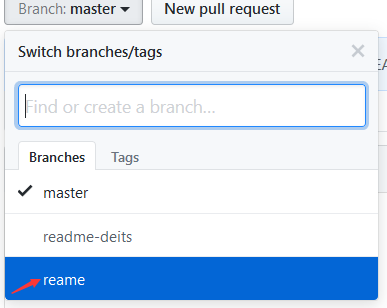 Branch: master
New pull request
Switch branches/tags
Find or create a branch...
Branches
Tags
master
readme-deits
reame